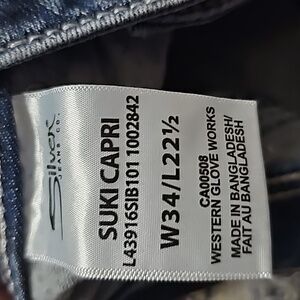 Silver
JEANS CO.
SUKI CAPRI
L43916SIB101 1002842
W34/L22½
CA00508
WESTERN GLOVE WORKS
MADE IN BANGLADESH/
FAIT AU BANGLADESH